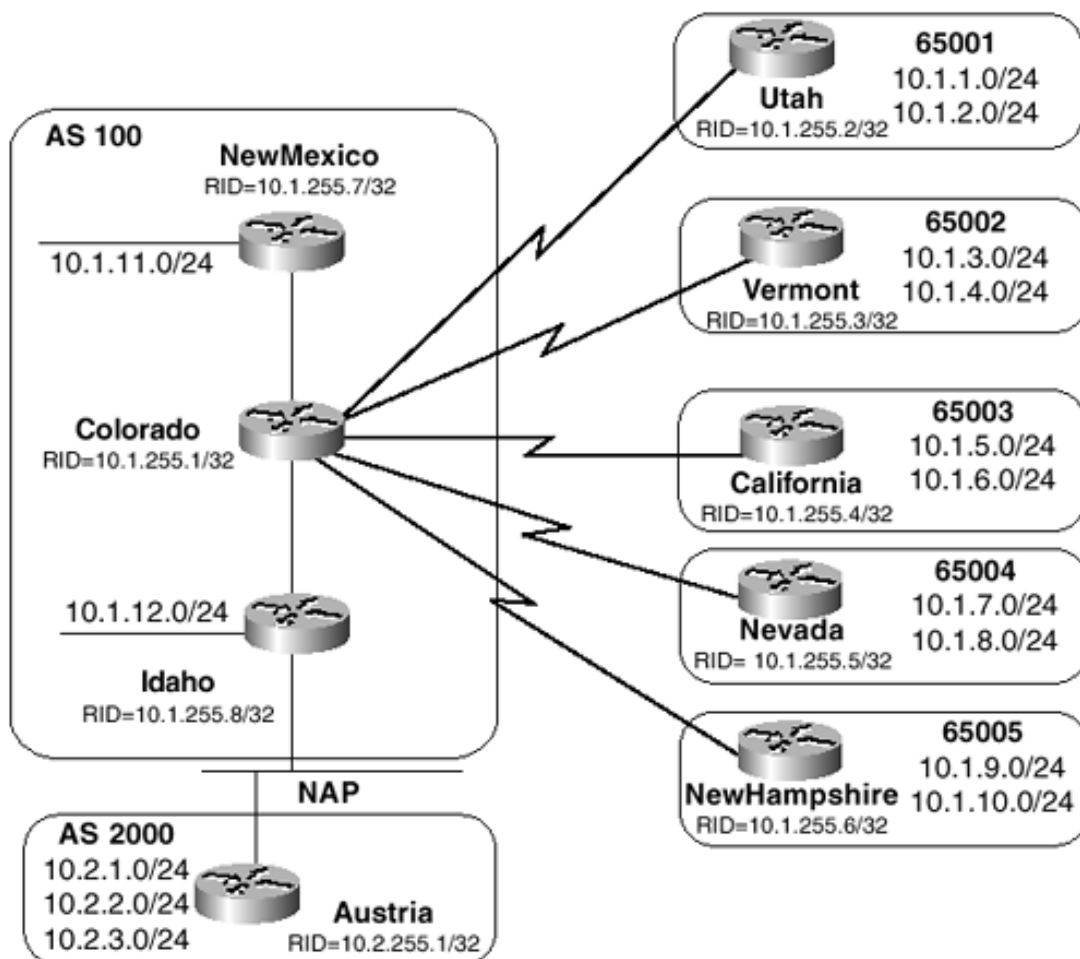 AS 100
NewMexico
RID=10.1.255.7/32
10.1.11.0/24
Colorado
RID=10.1.255.1/32
10.1.12.0/24
Idaho
RID=10.1.255.8/32
NAP
AS 2000
10.2.1.0/24
10.2.2.0/24
10.2.3.0/24
Austria
RID=10.2.255.1/32
65001
10.1.1.0/24
10.1.2.0/24
Utah
RID=10.1.255.2/32
65002
10.1.3.0/24
10.1.4.0/24
Vermont
RID=10.1.255.3/32
65003
10.1.5.0/24
10.1.6.0/24
California
RID=10.1.255.4/32
65004
10.1.7.0/24
10.1.8.0/24
Nevada
RID= 10.1.255.5/32
65005
10.1.9.0/24
10.1.10.0/24
NewHampshire
RID=10.1.255.6/32